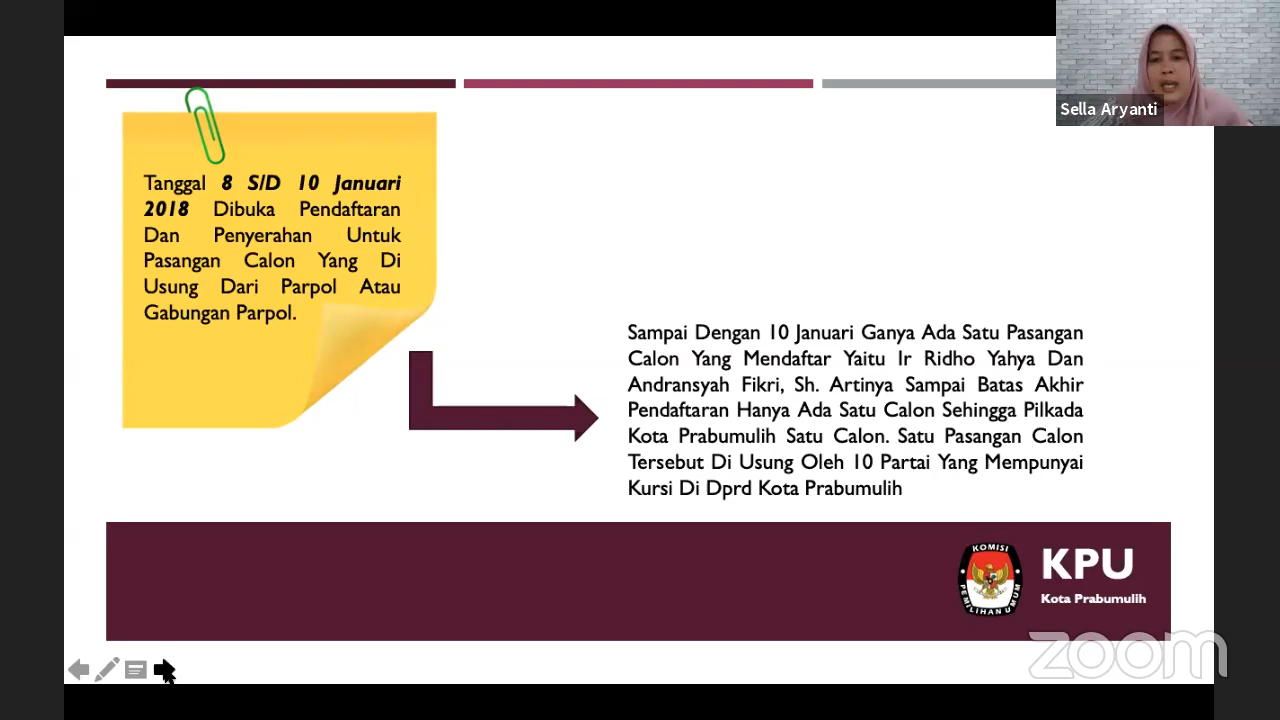 Sella Aryanti
Tanggal 8 S/D 10 Januari
2018 Dibuka Pendaftaran
Dan Penyerahan Untuk
Pasangan Calon Yang Di
Usung Dari Parpol Atau
Gabungan Parpol.
Sampai Dengan 10 Januari Ganya Ada Satu Pasangan
Calon Yang Mendaftar Yaitu Ir Ridho Yahya Dan
Andransyah Fikri, Sh. Artinya Sampai Batas Akhir
Pendaftaran Hanya Ada Satu Calon Sehingga Pilkada
Kota Prabumulih Satu Calon. Satu Pasangan Calon
Tersebut Di Usung Oleh 10 Partai Yang Mempunyai
Kursi Di Dprd Kota Prabumulih
KOMISI
PEMILIHAN UMUM
KPU
Kota Prabumulih
zoom